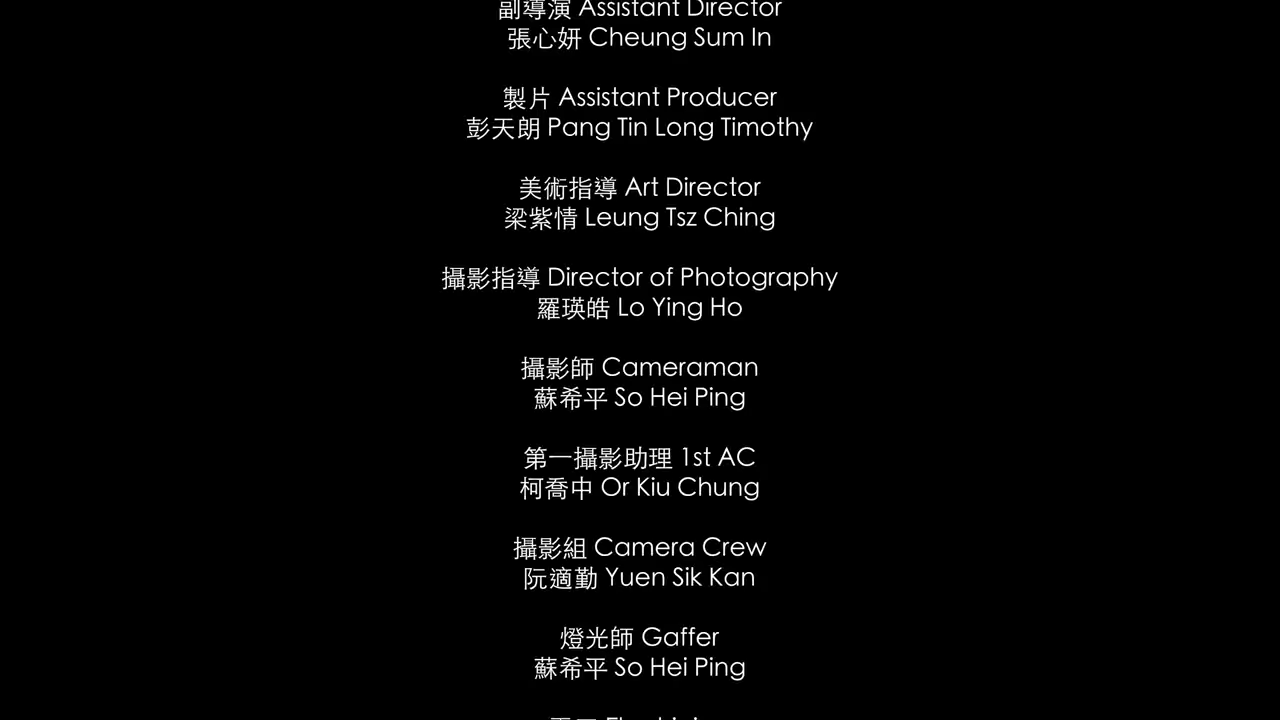 副導演 Assistant Director
張心妍 Cheung Sum In
製片 Assistant Producer
彭天朗 Pang Tin Long Timothy
美術指導 Art Director
梁紫情 Leung Tsz Ching
攝影指導 Director of Photography
羅瑛皓 Lo Ying Ho
攝影師 Cameraman
蘇希平 So Hei Ping
第一攝影助理 1st AC
柯喬中 Or Kiu Chung
攝影組 Camera Crew
阮適勤 Yuen Sik Kan
燈光師 Gaffer
蘇希平 So Hei Ping